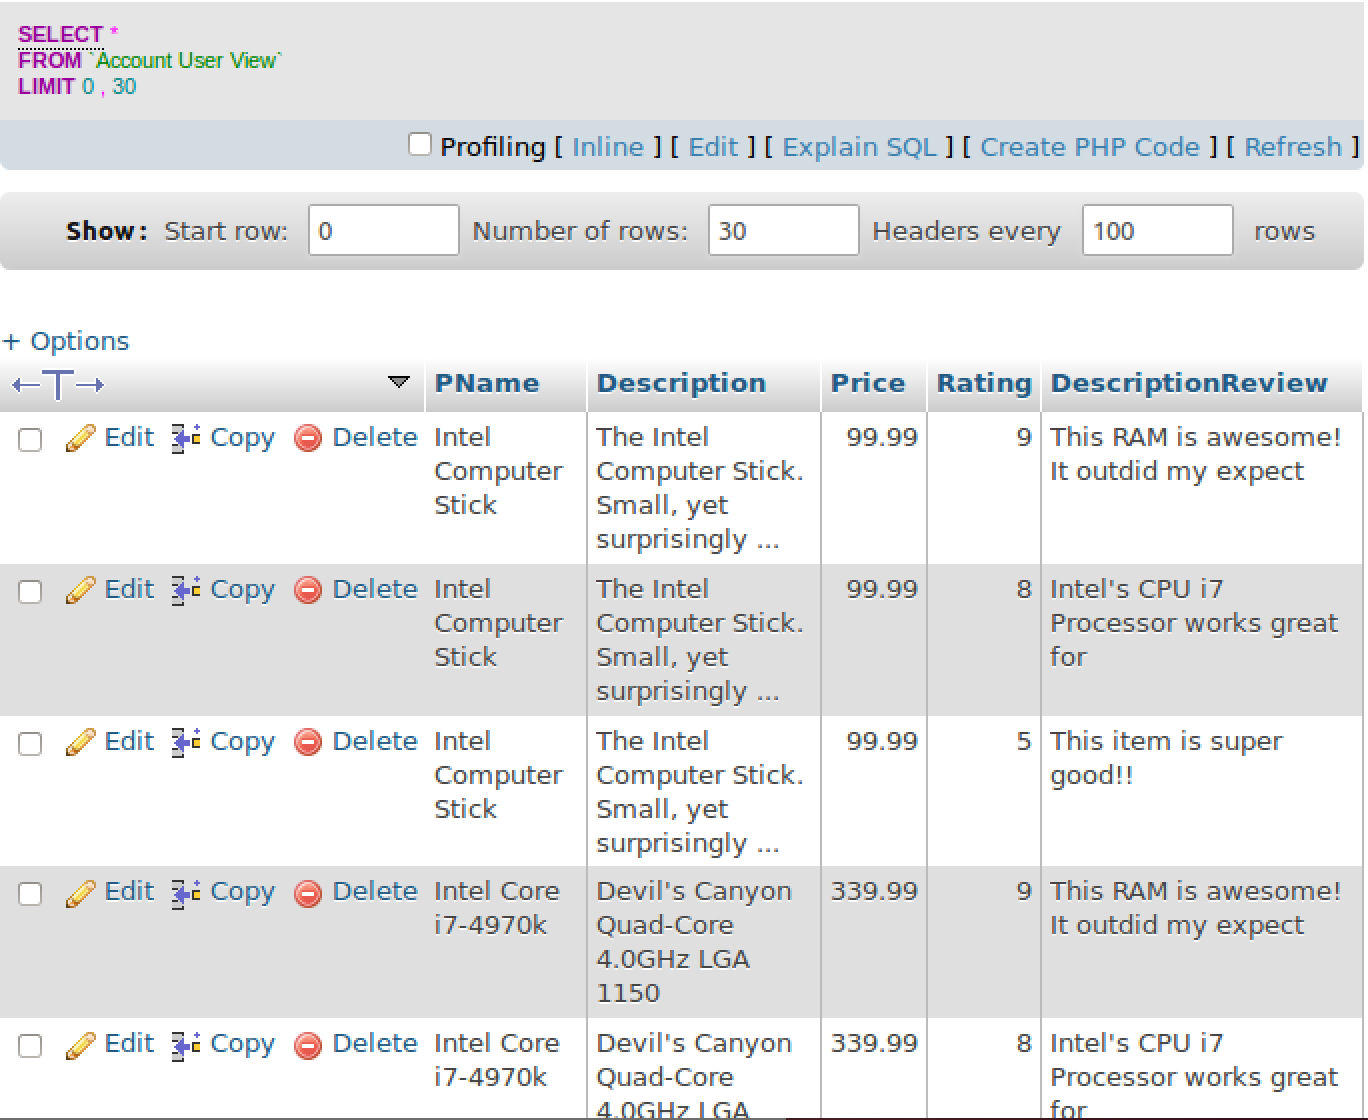 SELECT *
FROM `Account User View`
LIMIT 0 , 30
Profiling [ Inline ] [ Edit ] [ Explain SQL ] [ Create PHP Code ] [ Refresh ]
Show: Start row: 0 Number of rows: 30 Headers every 100 rows
+ Options
←T→ PName Description Price Rating DescriptionReview
Edit Copy Delete Intel The Intel 99.99 9 This RAM is awesome!
Computer Computer Stick. It outdid my expect
Stick Small, yet
surprisingly ...
Edit Copy Delete Intel The Intel 99.99 8 Intel's CPU i7
Computer Computer Stick. Processor works great
Stick Small, yet for
surprisingly ...
Edit Copy Delete Intel The Intel 99.99 5 This item is super
Computer Computer Stick. good!!
Stick Small, yet
surprisingly ...
Edit Copy Delete Intel Core Devil's Canyon 339.99 9 This RAM is awesome!
i7-4970k Quad-Core It outdid my expect
4.0GHz LGA
1150
Edit Copy Delete Intel Core Devil's Canyon 339.99 8 Intel's CPU i7
i7-4970k Quad-Core Processor works great
4.0GHz LGA for